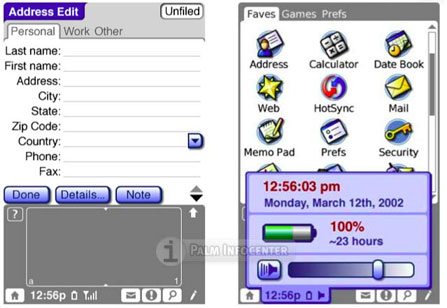 Address Edit
Unfiled
Personal Work Other
Last name:
First name:
Address:
City:
State:
Zip Code:
Country:
Phone:
Fax:
Done Details... Note
?
a 1
12:56p
Faves Games Prefs
Address Calculator Date Book
Web HotSync Mail
Memo Pad Prefs Security
12:56:03 pm
Monday, March 12th, 2002
100%
~23 hours
12:56p
i PALM INFOCENTER